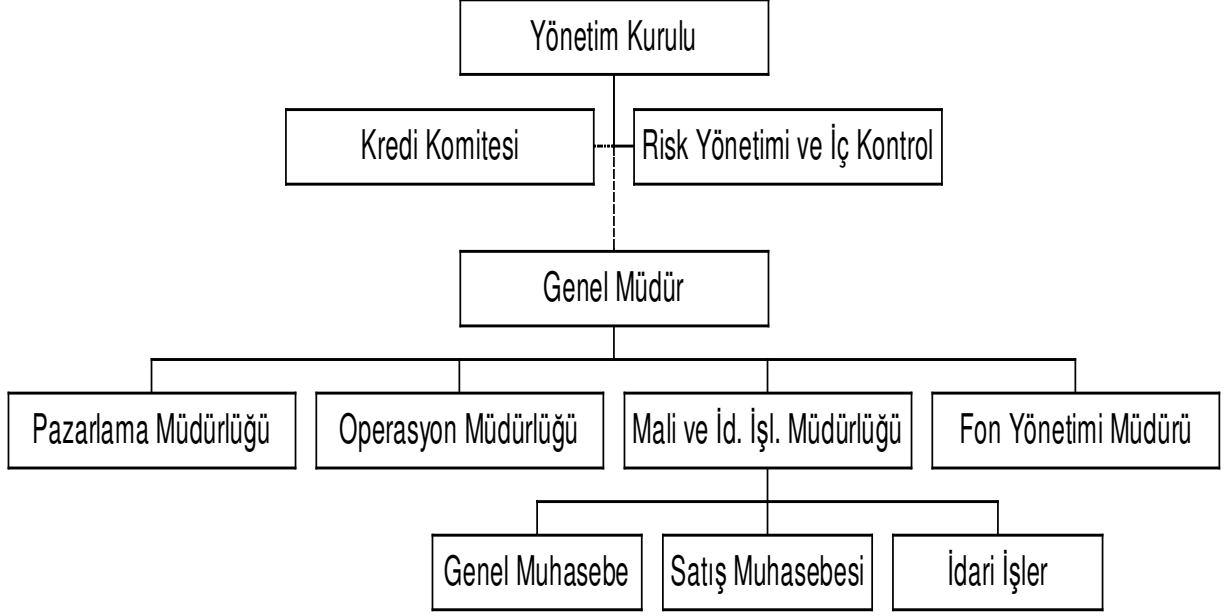 Yönetim Kurulu
Kredi Komitesi
Risk Yönetimi ve İç Kontrol
Genel Müdür
Pazarlama Müdürlüğü
Operasyon Müdürlüğü
Mali ve İd. İşl. Müdürlüğü
Fon Yönetimi Müdürü
Genel Muhasebe
Satış Muhasebesi
İdari İşler